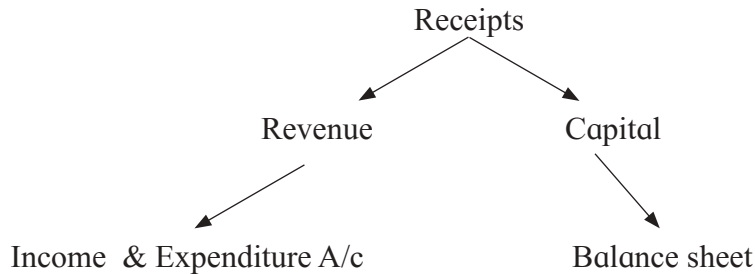 Receipts
Revenue Capital
Income & Expenditure A/c Balance sheet